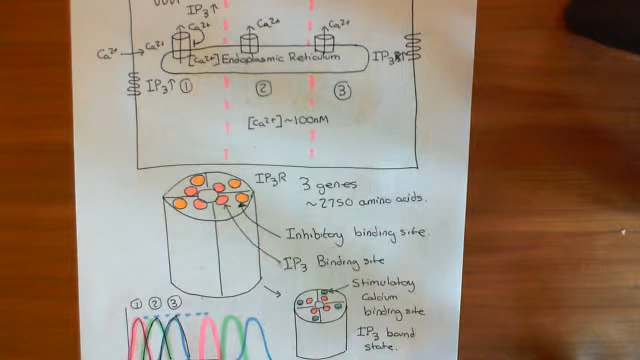 IP3↑
Ca2+
Ca2+
Ca2+
Ca2+
Ca2+ → Ca2+
[Ca2+] Endoplasmic Reticulum
IP3↑
IP3↑ ① ② ③
[Ca2+] ~100nM
IP3R
3 genes
~2750 amino acids.
Inhibitory binding site.
IP3 Binding site
Stimulatory
Calcium
binding site
IP3 bound
state.
① ② ③